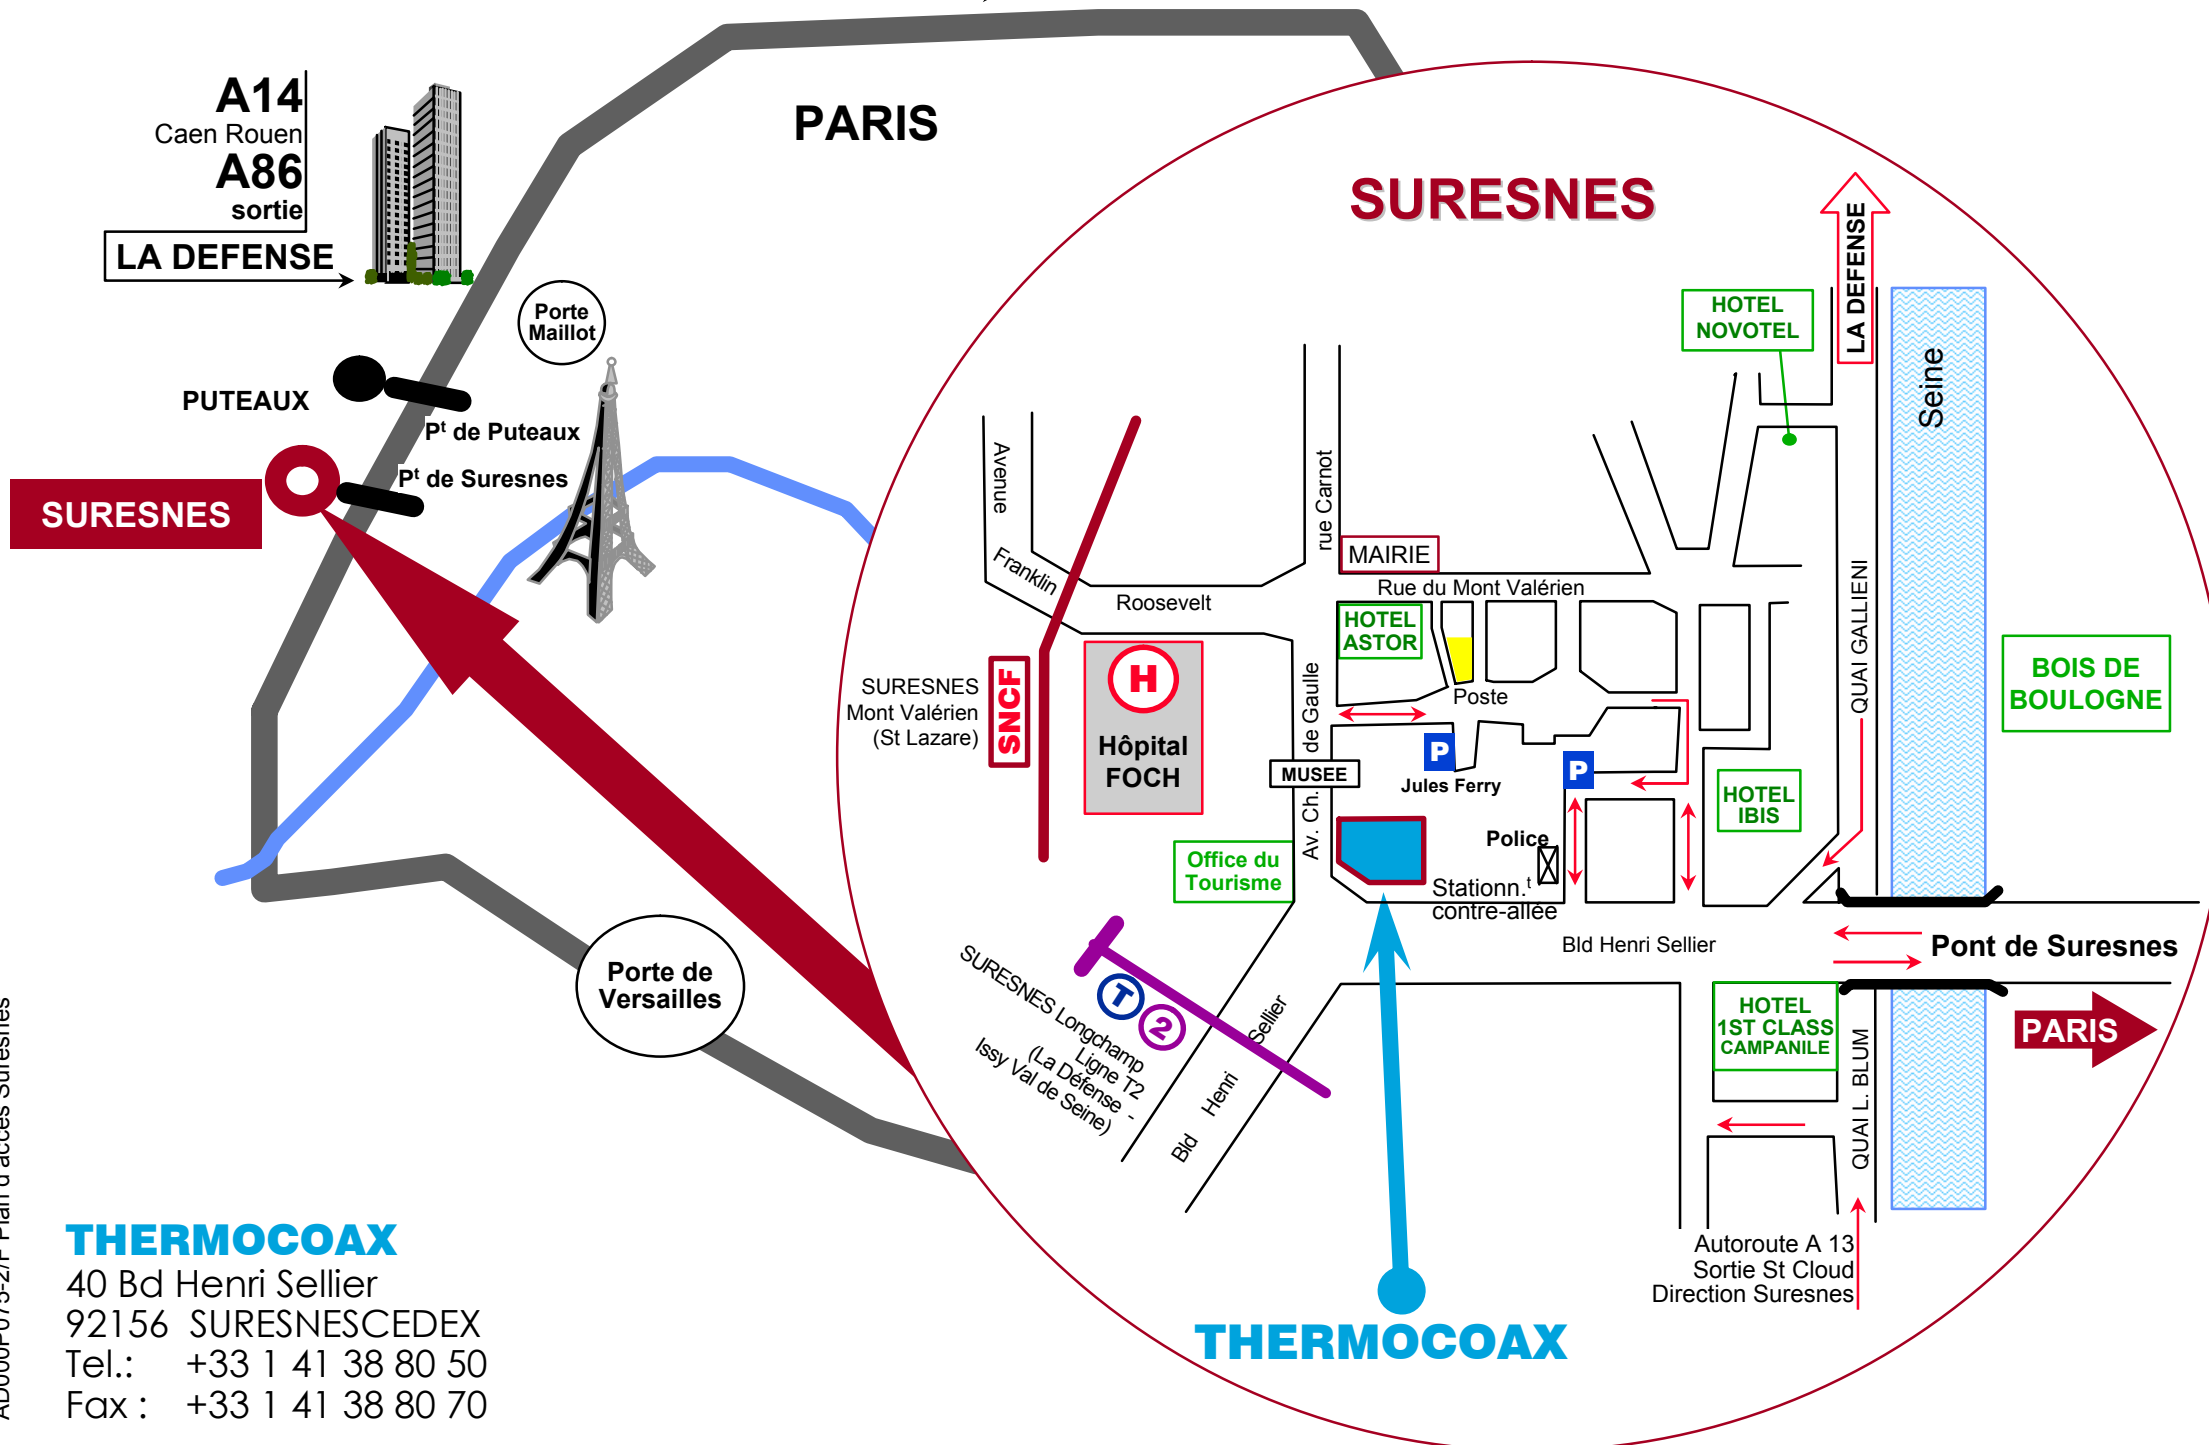 A14
Caen Rouen
A86
sortie
LA DEFENSE
PARIS
Porte
Maillot
PUTEAUX
Pt de Puteaux
Pt de Suresnes
SURESNES
Porte de
Versailles
SURESNES
LA DEFENSE
HOTEL
NOVOTEL
Seine
Avenue
Franklin
Roosevelt
rue Carnot
MAIRIE
Rue du Mont Valérien
HOTEL
ASTOR
Poste
QUAI GALLIENI
BOIS DE
BOULOGNE
SURESNES
Mont Valérien
(St Lazare)
SNCF
H
Hôpital
FOCH
Av. Ch. de Gaulle
MUSEE
P
Jules Ferry
P
HOTEL
IBIS
Police
Office du
Tourisme
Stationn.t
contre-allée
Bld Henri Sellier
Pont de Suresnes
PARIS
HOTEL
1ST CLASS
CAMPANILE
QUAI L. BLUM
T 2
SURESNES Longchamp
Ligne T2
(La Défense -
Issy Val de Seine)
Bld Henri Sellier
Autoroute A 13
Sortie St Cloud
Direction Suresnes
THERMOCOAX
THERMOCOAX
40 Bd Henri Sellier
92156 SURESNESCEDEX
Tel.: +33 1 41 38 80 50
Fax : +33 1 41 38 80 70
Plan d'accès Suresnes